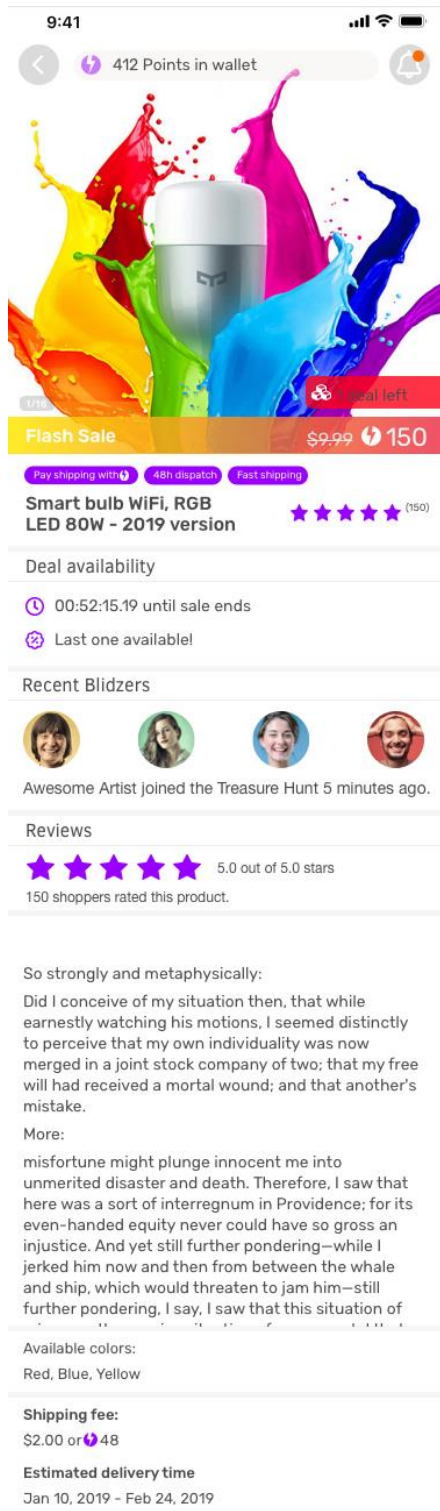 9:41
412 Points in wallet
1/16
deal left
Flash Sale
$9.99 150
Pay shipping with 48h dispatch Fast shipping
Smart bulb WiFi, RGB
LED 80W - 2019 version
(150)
Deal availability
00:52:15.19 until sale ends
Last one available!
Recent Blidzers
Awesome Artist joined the Treasure Hunt 5 minutes ago.
Reviews
5.0 out of 5.0 stars
150 shoppers rated this product.
So strongly and metaphysically:
Did I conceive of my situation then, that while
earnestly watching his motions, I seemed distinctly
to perceive that my own individuality was now
merged in a joint stock company of two; that my free
will had received a mortal wound; and that another's
mistake.
More:
misfortune might plunge innocent me into
unmerited disaster and death. Therefore, I saw that
here was a sort of interregnum in Providence; for its
even-handed equity never could have so gross an
injustice. And yet still further pondering—while I
jerked him now and then from between the whale
and ship, which would threaten to jam him—still
further pondering, I say, I saw that this situation of
Available colors:
Red, Blue, Yellow
Shipping fee:
$2.00 or 48
Estimated delivery time
Jan 10, 2019 - Feb 24, 2019